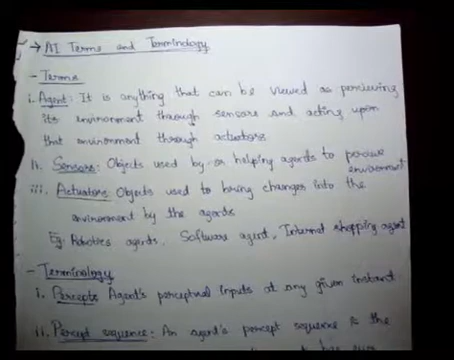 → AI Terms and Terminology
- Terms
i. Agent: It is anything that can be viewed as perceiving
its environment through sensors and acting upon
that environment through actuators
ii. Sensors: Objects used by or helping agents to perceive
environment
iii. Actuators: Objects used to bring changes into the
environment by the agents
Eg: Robotics agents, Software agent, Internet shopping agent
- Terminology
i. Percepts Agent's perceptual inputs at any given instant
ii. Percept sequence: An agent's percept sequence is the